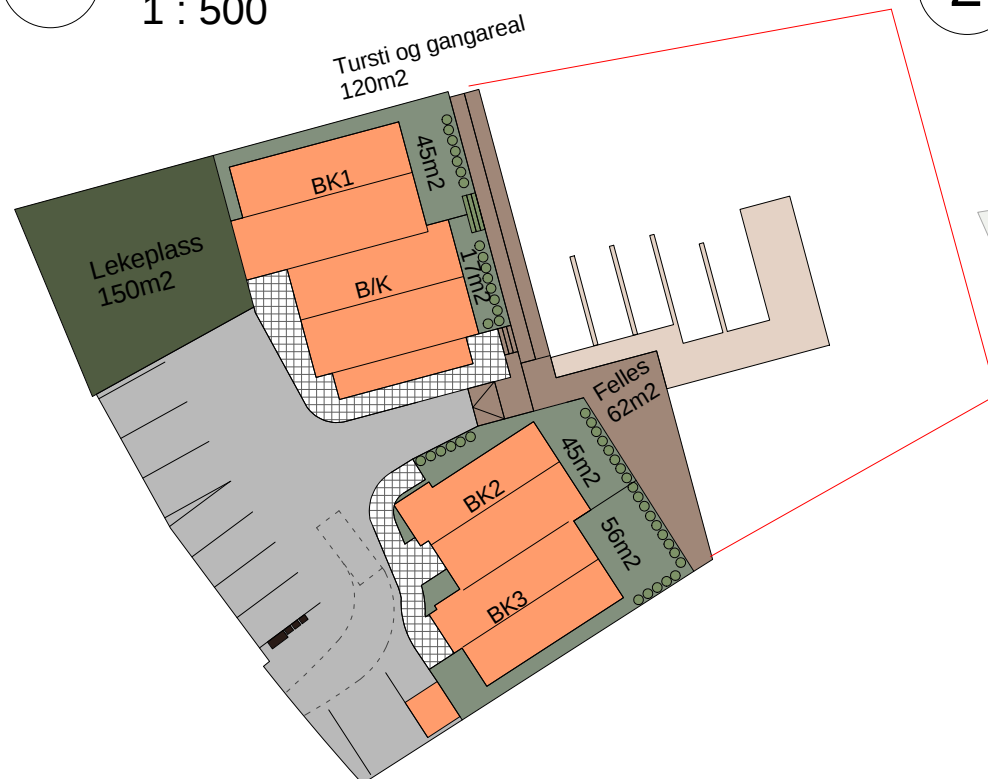 1 : 500
Tursti og gangareal
120m2
BK1
45m2
Lekeplass
150m2
B/K
17m2
Felles
62m2
BK2
45m2
56m2
BK3